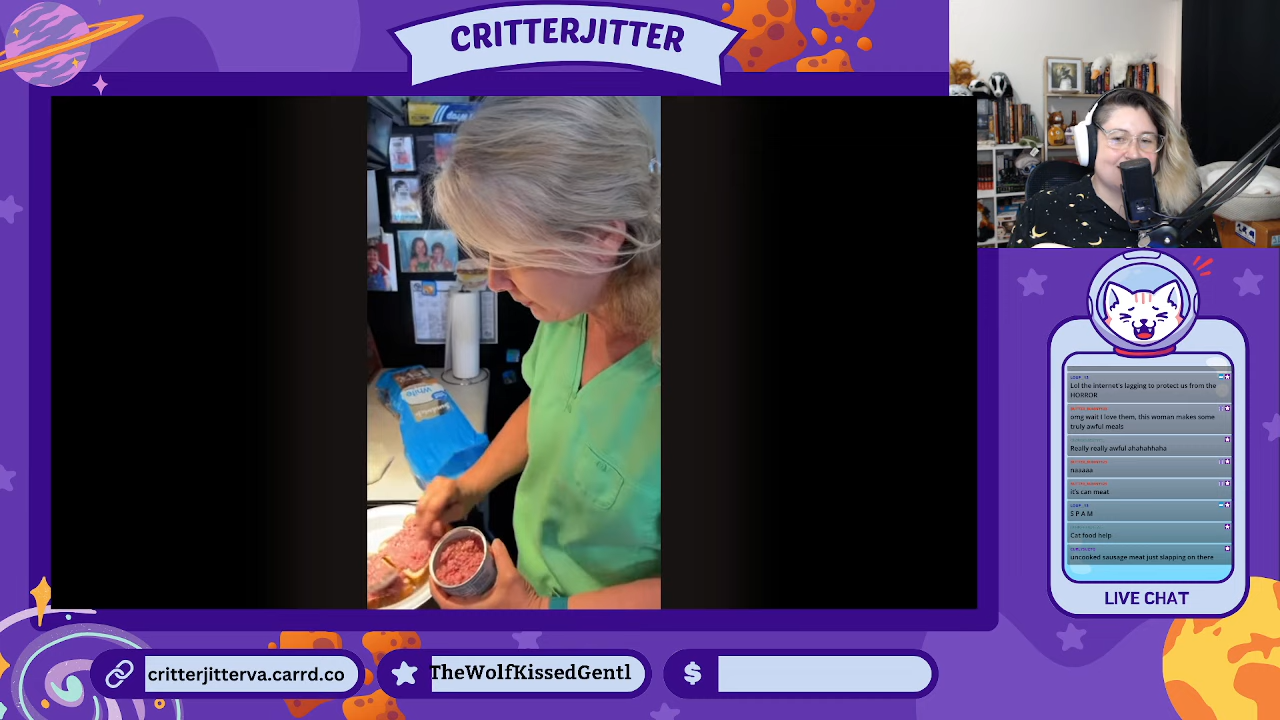 CRITTERJITTER
White
Lol the internet's lagging to protect us from the
HORROR
omg wait I love them, this woman makes some
truly awful meals
Really really awful ahahahhaha
naaaaa
it's can meat
S P A M
Cat food help
uncooked sausage meat just slapping on there
LIVE CHAT
critterjitterva.carrd.co
TheWolfKissedGentl
$